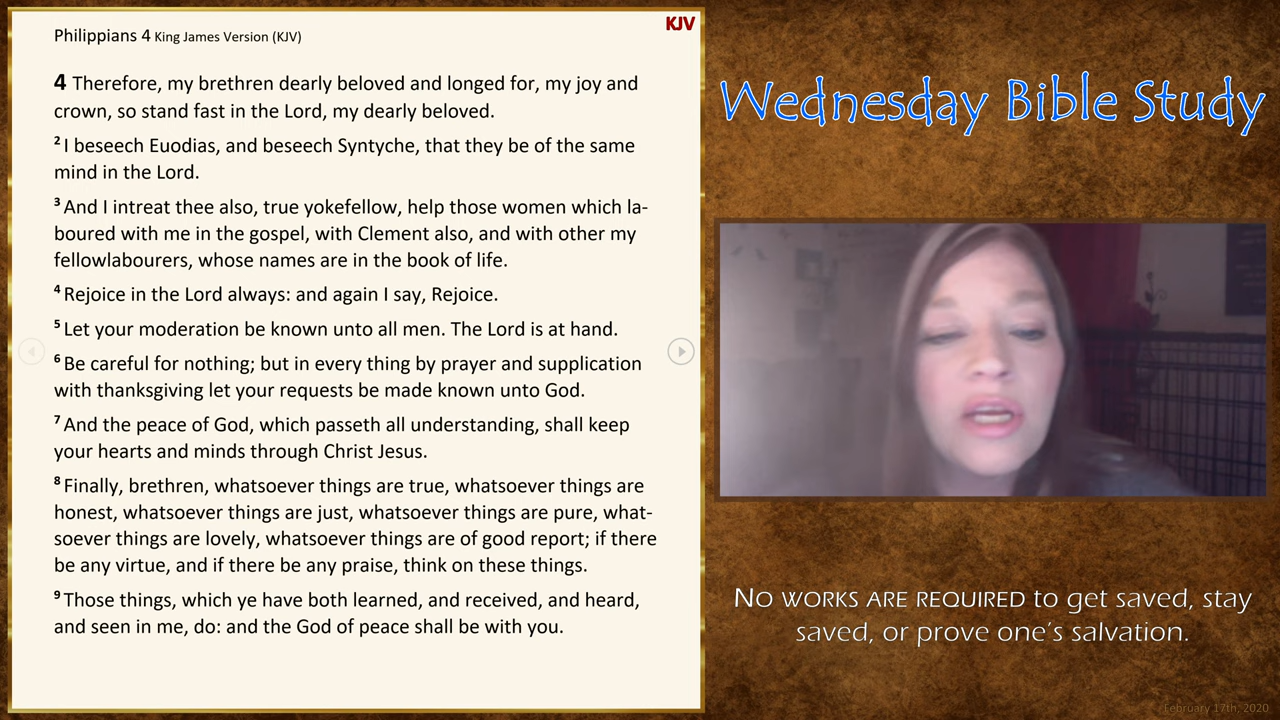 KJV
Philippians 4 King James Version (KJV)
4 Therefore, my brethren dearly beloved and longed for, my joy and
crown, so stand fast in the Lord, my dearly beloved.
2 I beseech Euodias, and beseech Syntyche, that they be of the same
mind in the Lord.
3 And I intreat thee also, true yokefellow, help those women which la-
boured with me in the gospel, with Clement also, and with other my
fellowlabourers, whose names are in the book of life.
4 Rejoice in the Lord always: and again I say, Rejoice.
5 Let your moderation be known unto all men. The Lord is at hand.
6 Be careful for nothing; but in every thing by prayer and supplication
with thanksgiving let your requests be made known unto God.
7 And the peace of God, which passeth all understanding, shall keep
your hearts and minds through Christ Jesus.
8 Finally, brethren, whatsoever things are true, whatsoever things are
honest, whatsoever things are just, whatsoever things are pure, what-
soever things are lovely, whatsoever things are of good report; if there
be any virtue, and if there be any praise, think on these things.
9 Those things, which ye have both learned, and received, and heard,
and seen in me, do: and the God of peace shall be with you.
Wednesday Bible Study
No works are required to get saved, stay
saved, or prove one's salvation.
February 17th, 2020